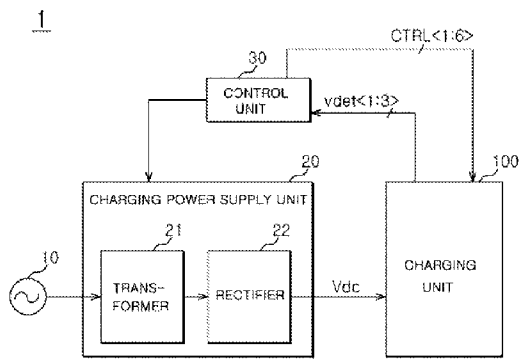 1
CTRL<1:6>
30
CONTROL
UNIT
vdet<1:3>
20
100
CHARGING POWER SUPPLY UNIT
21
22
10
TRANS-
FORMER
RECTIFIER
Vdc
CHARGING
UNIT